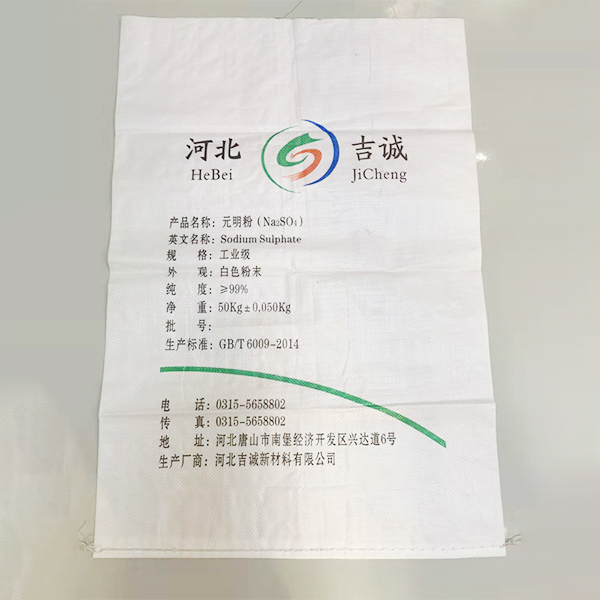 河北 吉诚
HeBei JiCheng
产品名称：元明粉（Na₂SO₄）
英文名称：Sodium Sulphate
规 格：工业级
外 观：白色粉末
纯 度：≥99%
净 重：50Kg±0.050Kg
批 号：
生产标准：GB/T 6009-2014
电 话：0315-5658802
传 真：0315-5658802
地 址：河北唐山市南堡经济开发区兴达道6号
生产厂商：河北吉诚新材料有限公司